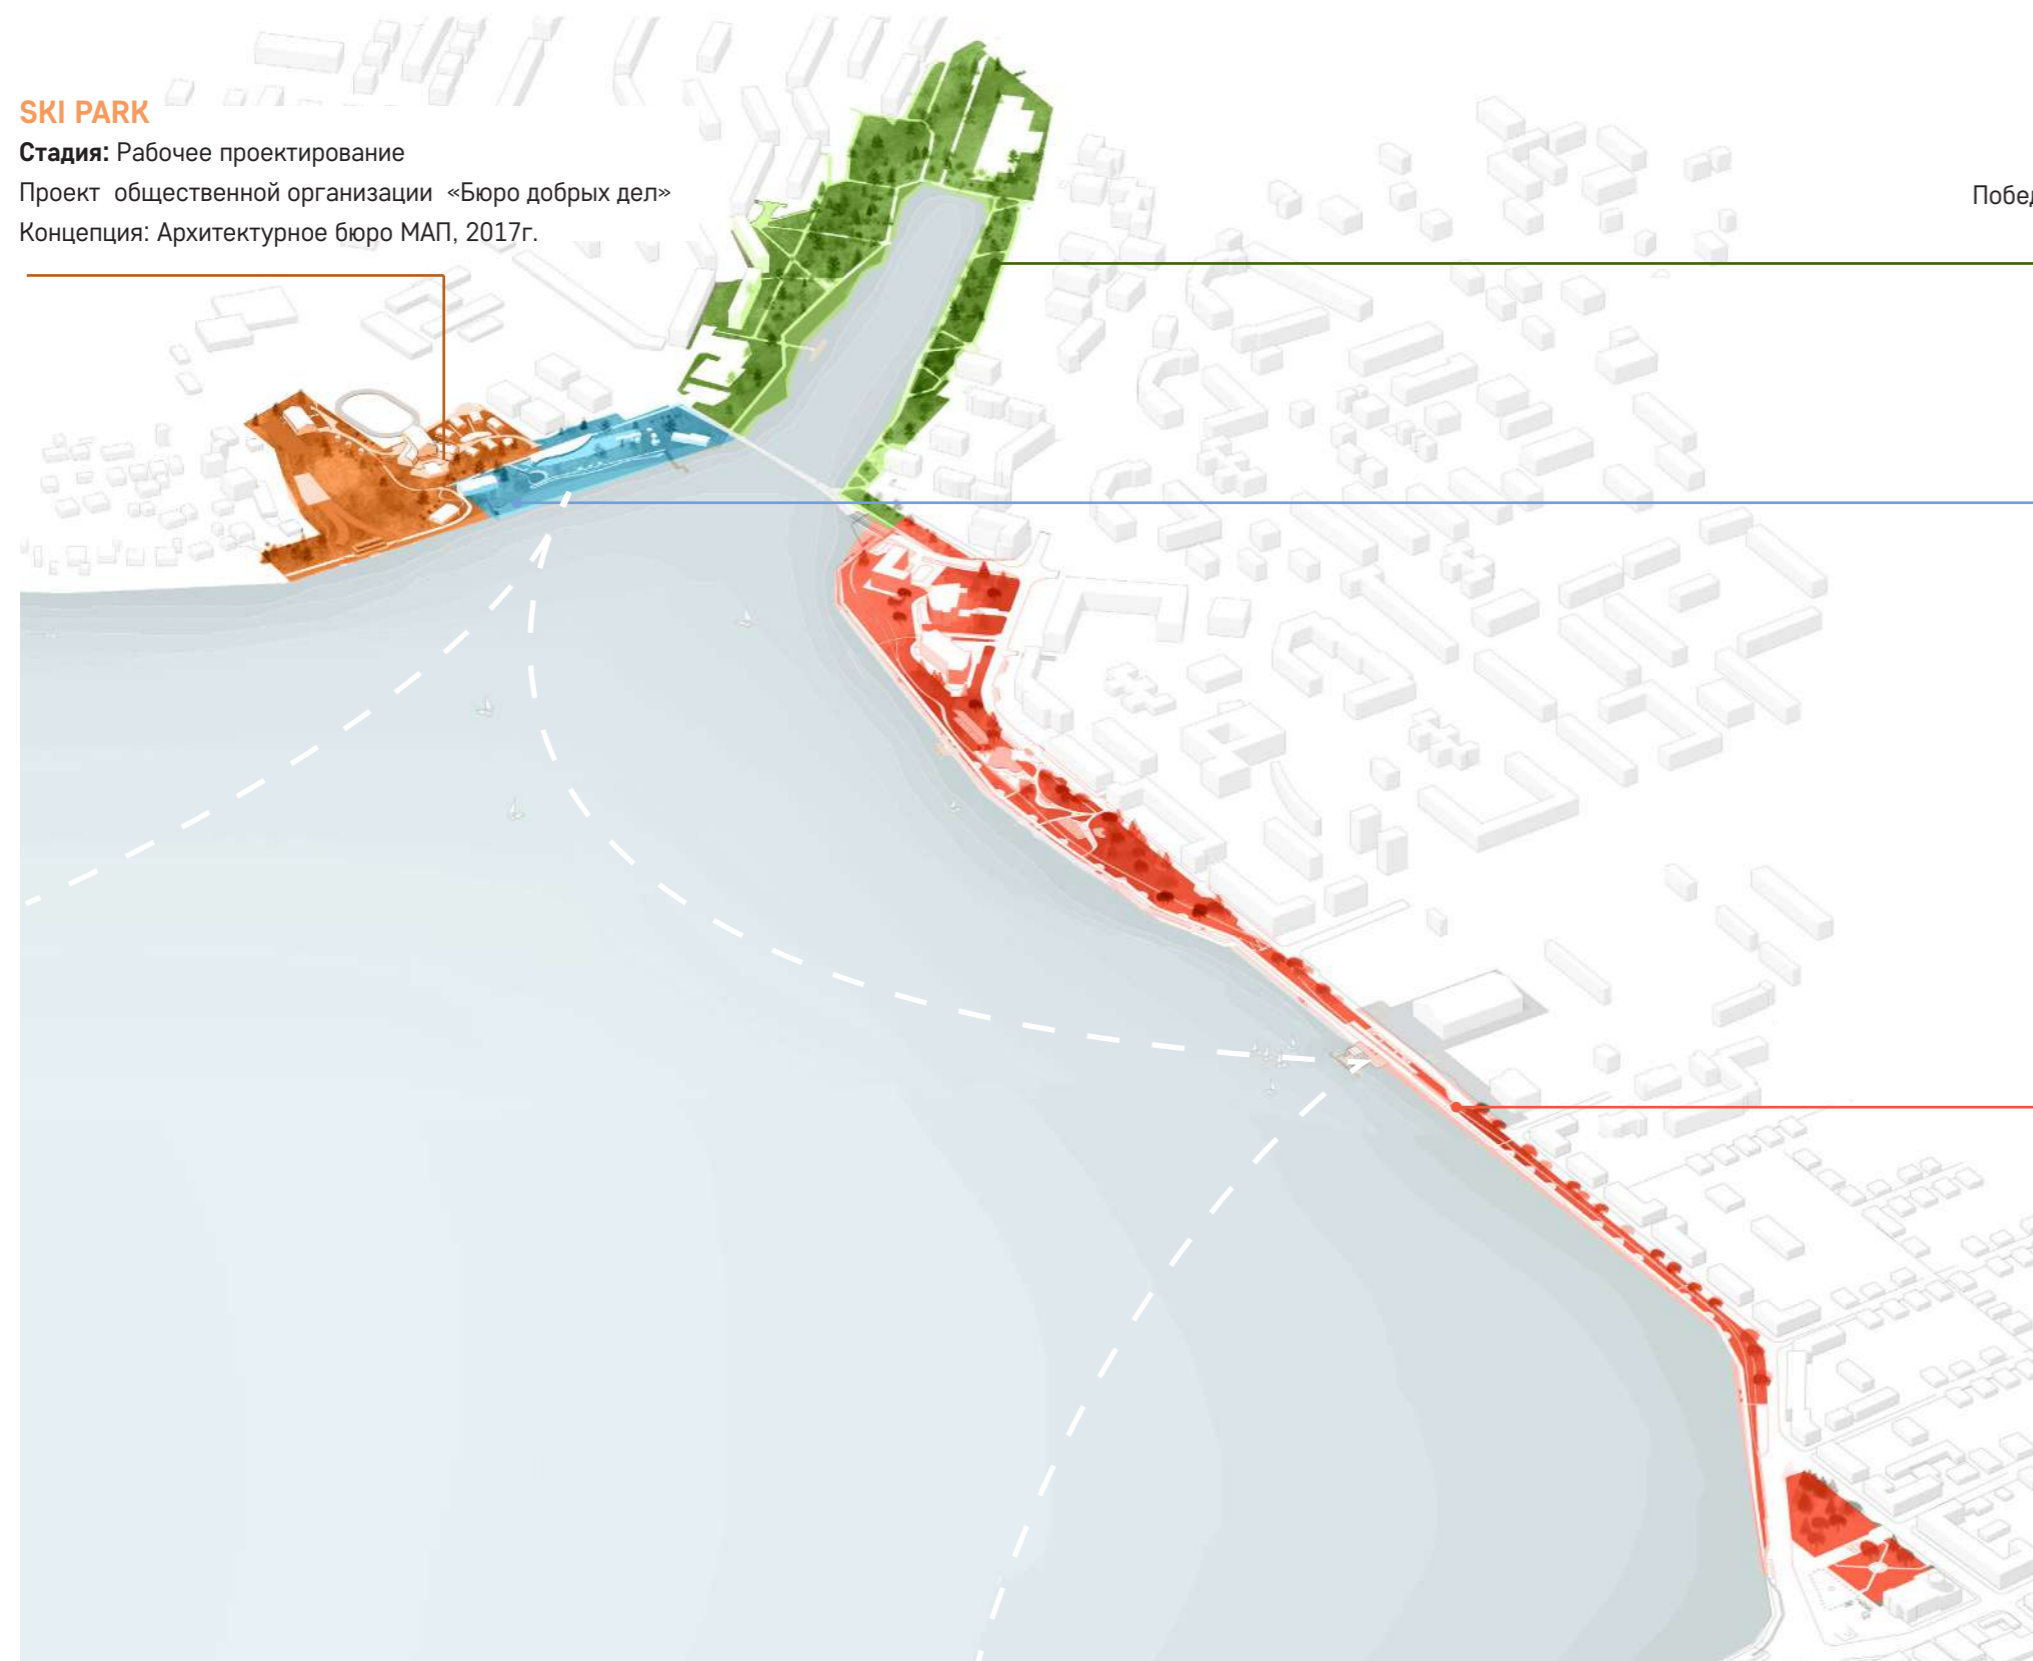 SKI PARK
Стадия: Рабочее проектирование
Проект общественной организации «Бюро добрых дел»
Концепция: Архитектурное бюро МАП, 2017г.